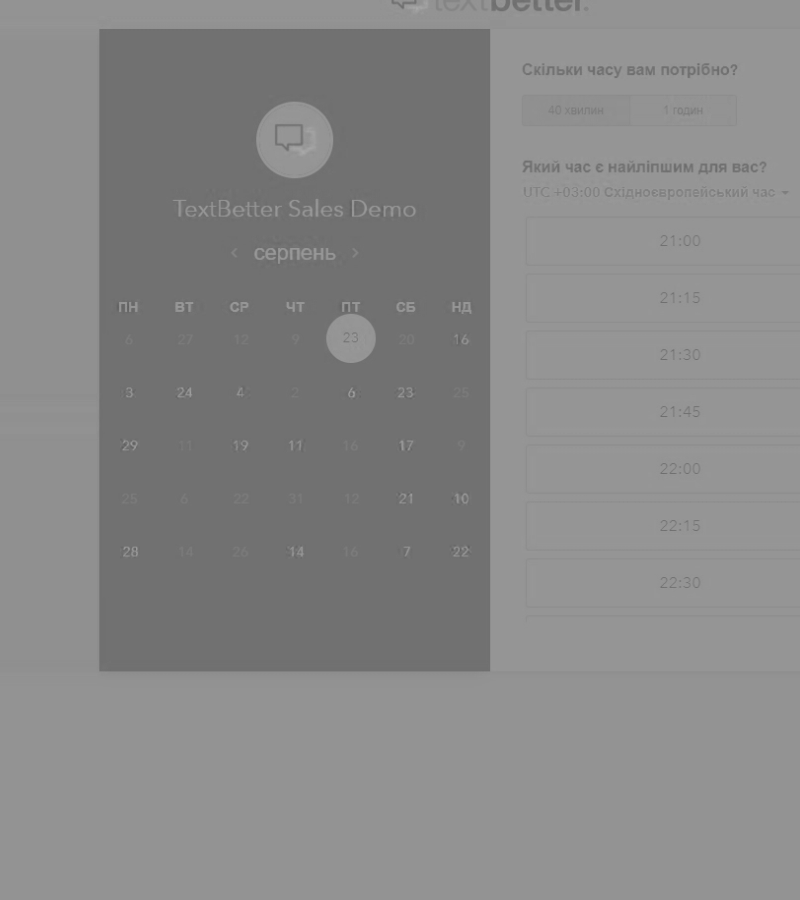 textbetter.
TextBetter Sales Demo
‹ серпень ›
ПН ВТ СР ЧТ ПТ СБ НД
6 27 12 9 23 20 16
3 24 4 2 6 23 25
29 11 19 11 16 17 9
25 6 22 31 12 21 10
28 14 26 14 16 7 22
Скільки часу вам потрібно?
40 хвилин 1 годин
Який час є найліпшим для вас?
UTC +03:00 Східноєвропейський час
21:00
21:15
21:30
21:45
22:00
22:15
22:30